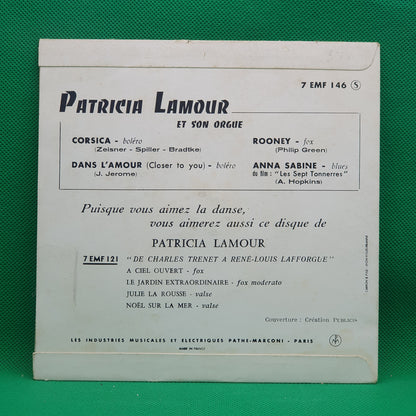 7 EMF 146 S
PATRICIA LAMOUR
ET SON ORGUE
CORSICA - boléro
(Zeisner - Spiller - Bradtke)
DANS L'AMOUR (Closer to you) - boléro
(J. Jerome)
ROONEY - fox
(Philip Green)
ANNA SABINE - blues
du film : "Les Sept Tonnerres"
(A. Hopkins)
Puisque vous aimez la danse,
vous aimerez aussi ce disque de
PATRICIA LAMOUR
7 EMF 121 "DE CHARLES TRENET A RENÉ-LOUIS LAFFORGUE"
A CIEL OUVERT - fox
LE JARDIN EXTRAORDINAIRE - fox moderato
JULIE LA ROUSSE - valse
NOËL SUR LA MER - valse
Couverture : Création PUBLICIS
LES INDUSTRIES MUSICALES ET ELECTRIQUES PATHE-MARCONI - PARIS
MADE IN FRANCE